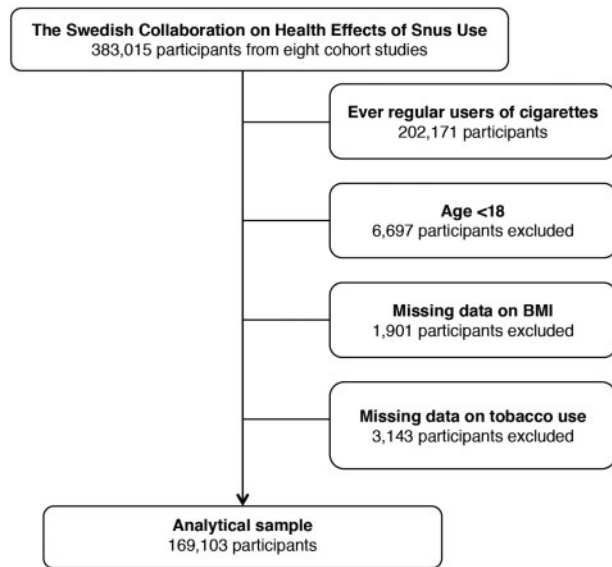 The Swedish Collaboration on Health Effects of Snus Use
383,015 participants from eight cohort studies
Ever regular users of cigarettes
202,171 participants
Age <18
6,697 participants excluded
Missing data on BMI
1,901 participants excluded
Missing data on tobacco use
3,143 participants excluded
Analytical sample
169,103 participants